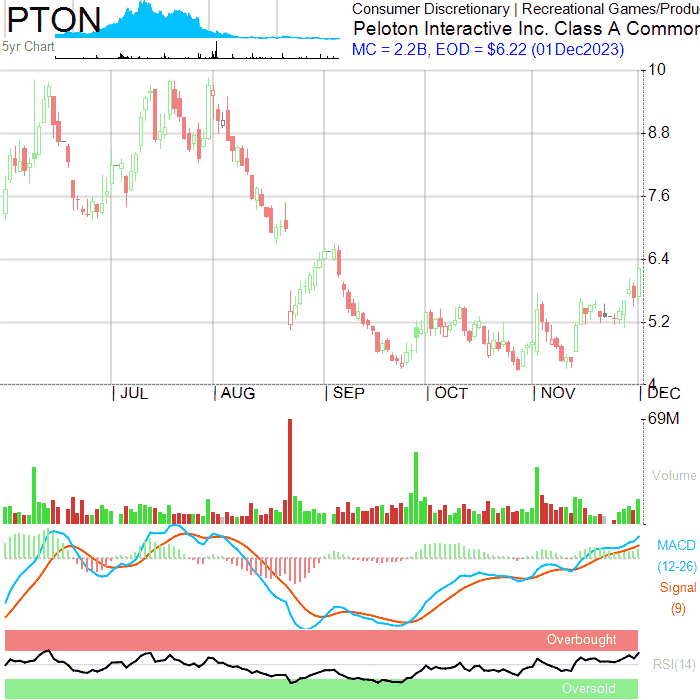 PTON
5yr Chart
Consumer Discretionary | Recreational Games/Produ
Peloton Interactive Inc. Class A Common
MC = 2.2B, EOD = $6.22 (01Dec2023)
10
8.8
7.6
6.4
5.2
4
JUL
AUG
SEP
OCT
NOV
DEC
69M
Volume
MACD
(12-26)
Signal
(9)
Overbought
RSI(14)
Oversold